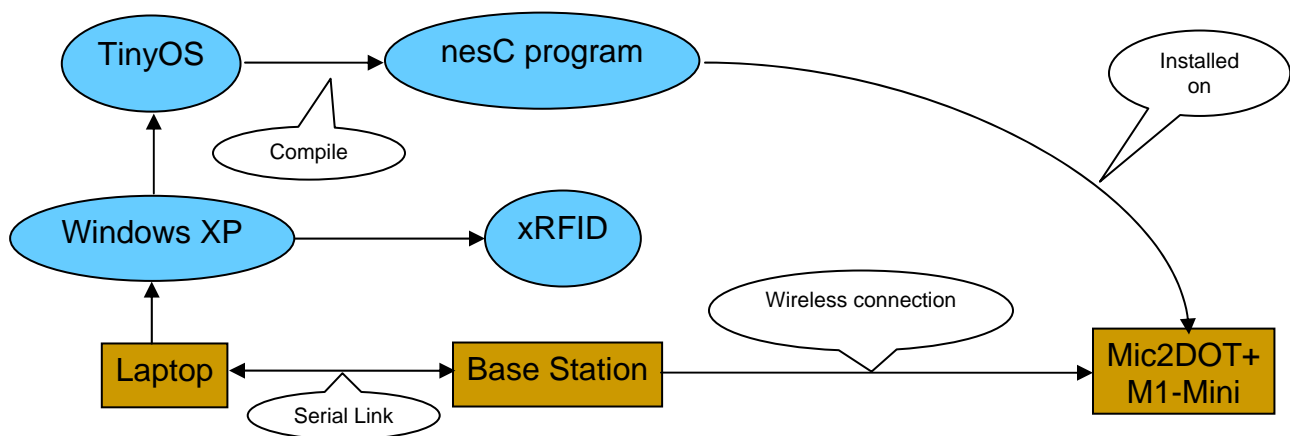 TinyOS
nesC program
Installed
on
Compile
Windows XP
xRFID
Wireless connection
Laptop
Base Station
Mic2DOT+
M1-Mini
Serial Link